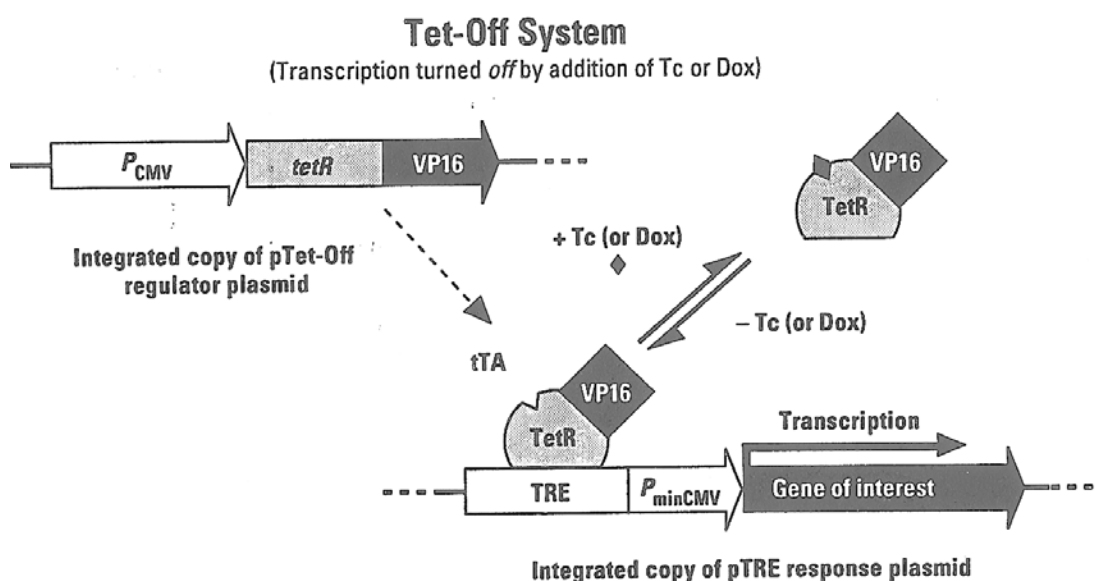 Tet-Off System
(Transcription turned off by addition of Tc or Dox)
PCMV
tetR
VP16
Integrated copy of pTet-Off
regulator plasmid
VP16
TetR
+ Tc (or Dox)
– Tc (or Dox)
tTA
VP16
TetR
Transcription
TRE
PminCMV
Gene of interest
Integrated copy of pTRE response plasmid